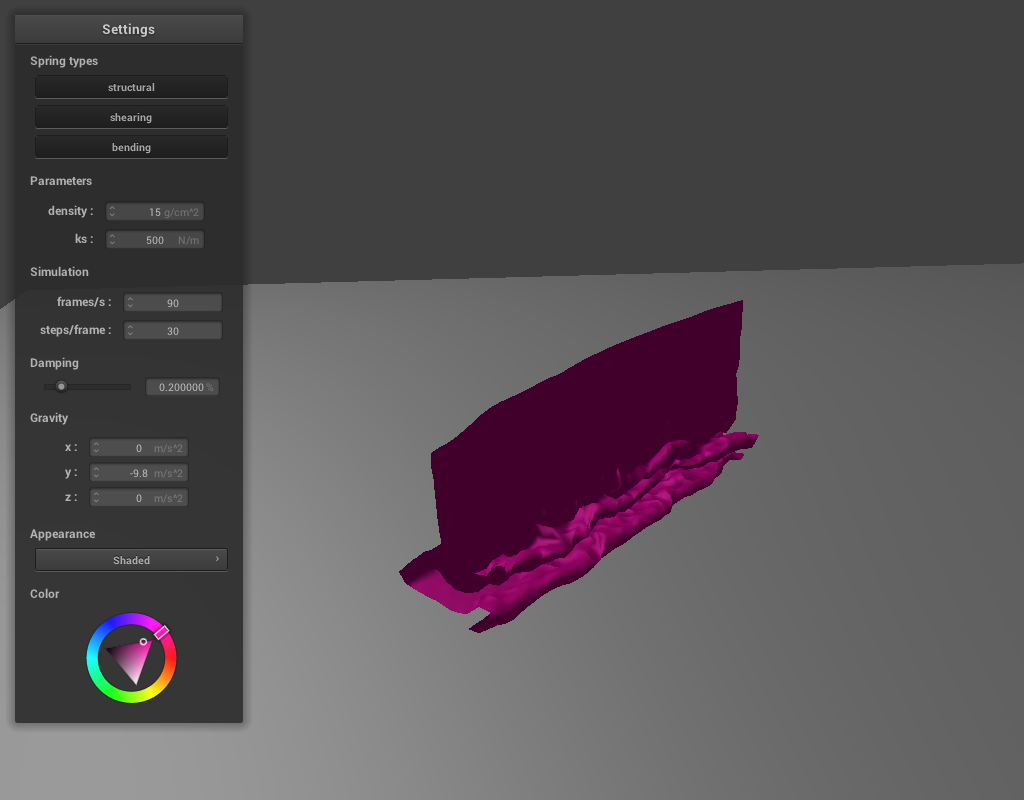 Settings
Spring types
structural
shearing
bending
Parameters
density : 15 g/cm^2
ks : 500 N/m
Simulation
frames/s : 90
steps/frame : 30
Damping
0.200000 %
Gravity
x : 0 m/s^2
y : -9.8 m/s^2
z : 0 m/s^2
Appearance
Shaded
Color